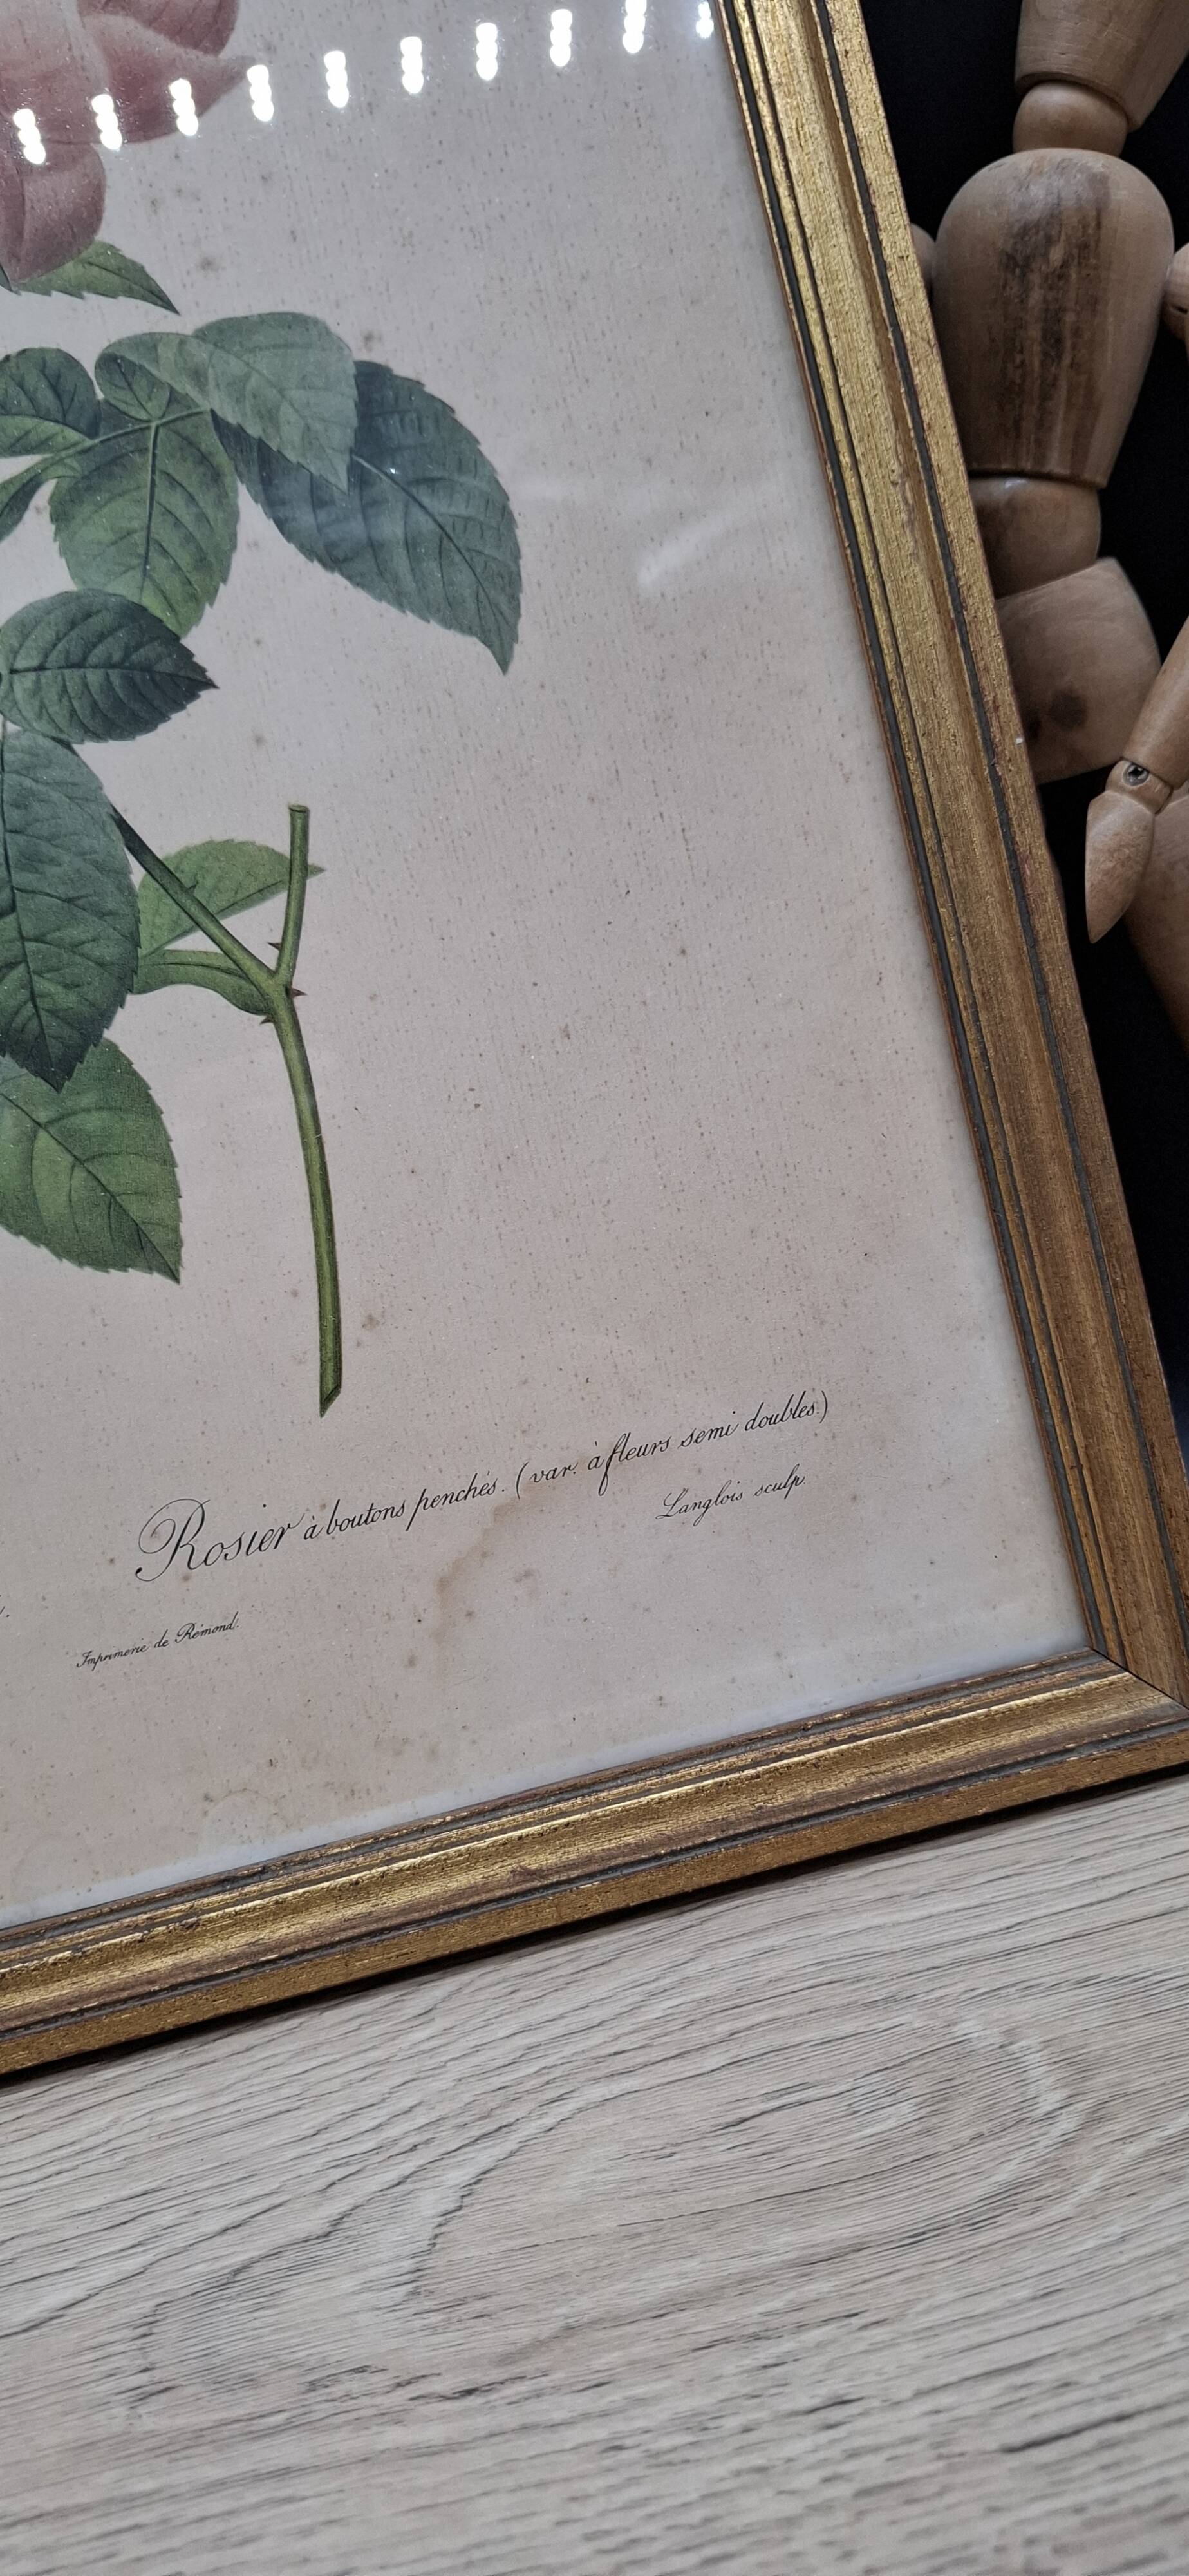 Rosier à boutons penchés. (var. à fleurs semi doubles)
Langlois sculp.
Imprimerie de Rémond.